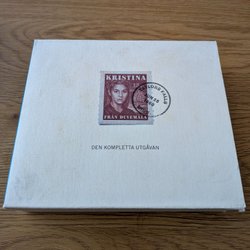 KRISTINA
FRÅN DUVEMÅLA
DEN KOMPLETTA UTGÅVAN